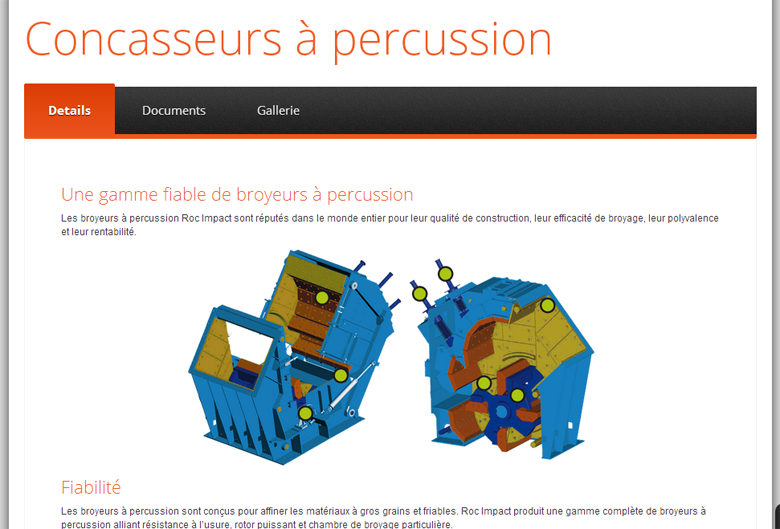 Concasseurs à percussion
Details Documents Gallerie
Une gamme fiable de broyeurs à percussion
Les broyeurs à percussion Roc Impact sont réputés dans le monde entier pour leur qualité de construction, leur efficacité de broyage, leur polyvalence
et leur rentabilité.
Fiabilité
Les broyeurs à percussion sont conçus pour affiner les matériaux à gros grains et friables. Roc Impact produit une gamme complète de broyeurs à
percussion alliant résistance à l'usure, rotor puissant et chambre de broyage particulière.